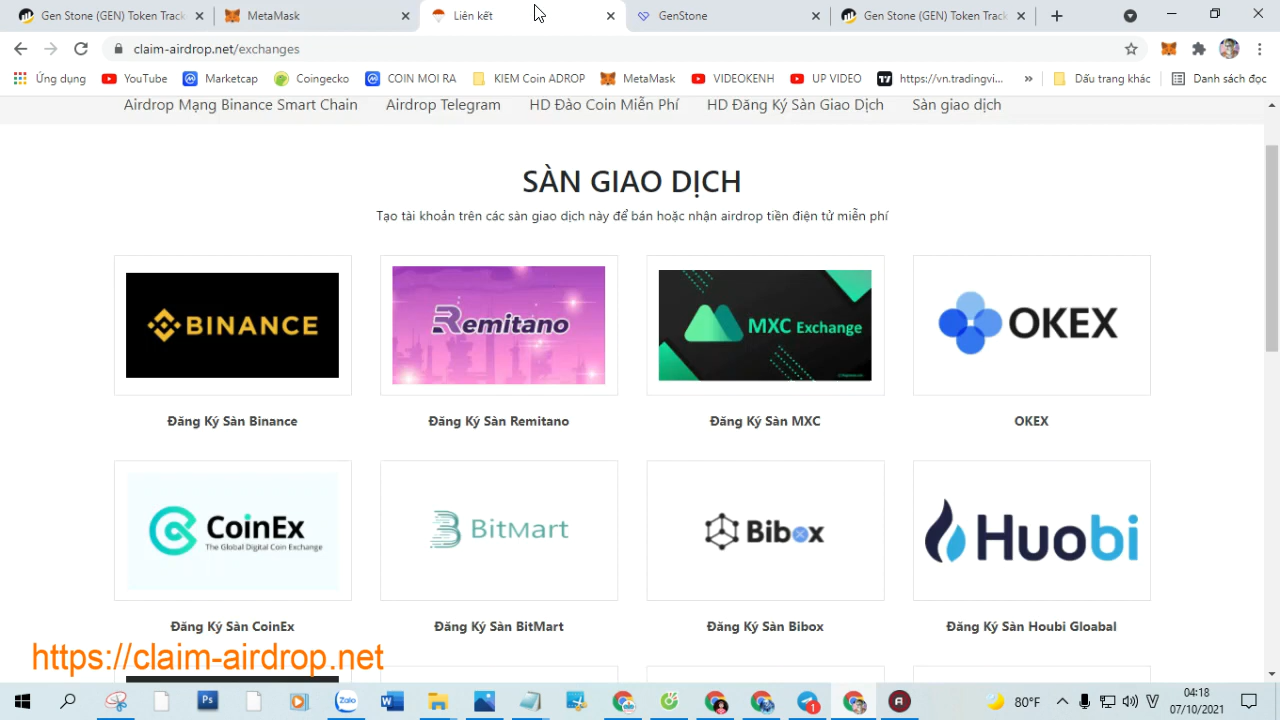 Gen Stone (GEN) Token Track
MetaMask
Liên kết
GenStone
Gen Stone (GEN) Token Track
claim-airdrop.net/exchanges
Ứng dụng
YouTube
Marketcap
Coingecko
COIN MOI RA
KIEM Coin ADROP
MetaMask
VIDEOKENH
UP VIDEO
https://vn.tradingvi...
»
Dấu trang khác
Danh sách đọc
Airdrop Mạng Binance Smart Chain
Airdrop Telegram
HD Đào Coin Miễn Phí
HD Đăng Ký Sàn Giao Dịch
Sàn giao dịch
SÀN GIAO DỊCH
Tạo tài khoản trên các sàn giao dịch này để bán hoặc nhận airdrop tiền điện tử miễn phí
BINANCE
Remitano
MXC Exchange
OKEX
Đăng Ký Sàn Binance
Đăng Ký Sàn Remitano
Đăng Ký Sàn MXC
OKEX
CoinEx
The Global Digital Coin Exchange
BitMart
Bibox
Huobi
Đăng Ký Sàn CoinEx
Đăng Ký Sàn BitMart
Đăng Ký Sàn Bibox
Đăng Ký Sàn Houbi Gloabal
https://claim-airdrop.net
Ps
Zalo
W
1
A
80°F
V
04:18
07/10/2021